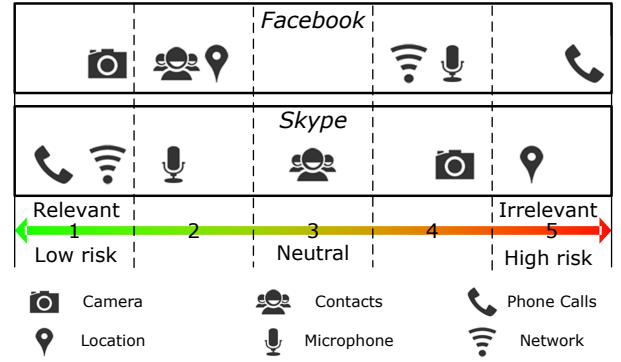 Facebook
Skype
Relevant Irrelevant
1 2 3 4 5
Low risk Neutral High risk
Camera Contacts Phone Calls
Location Microphone Network